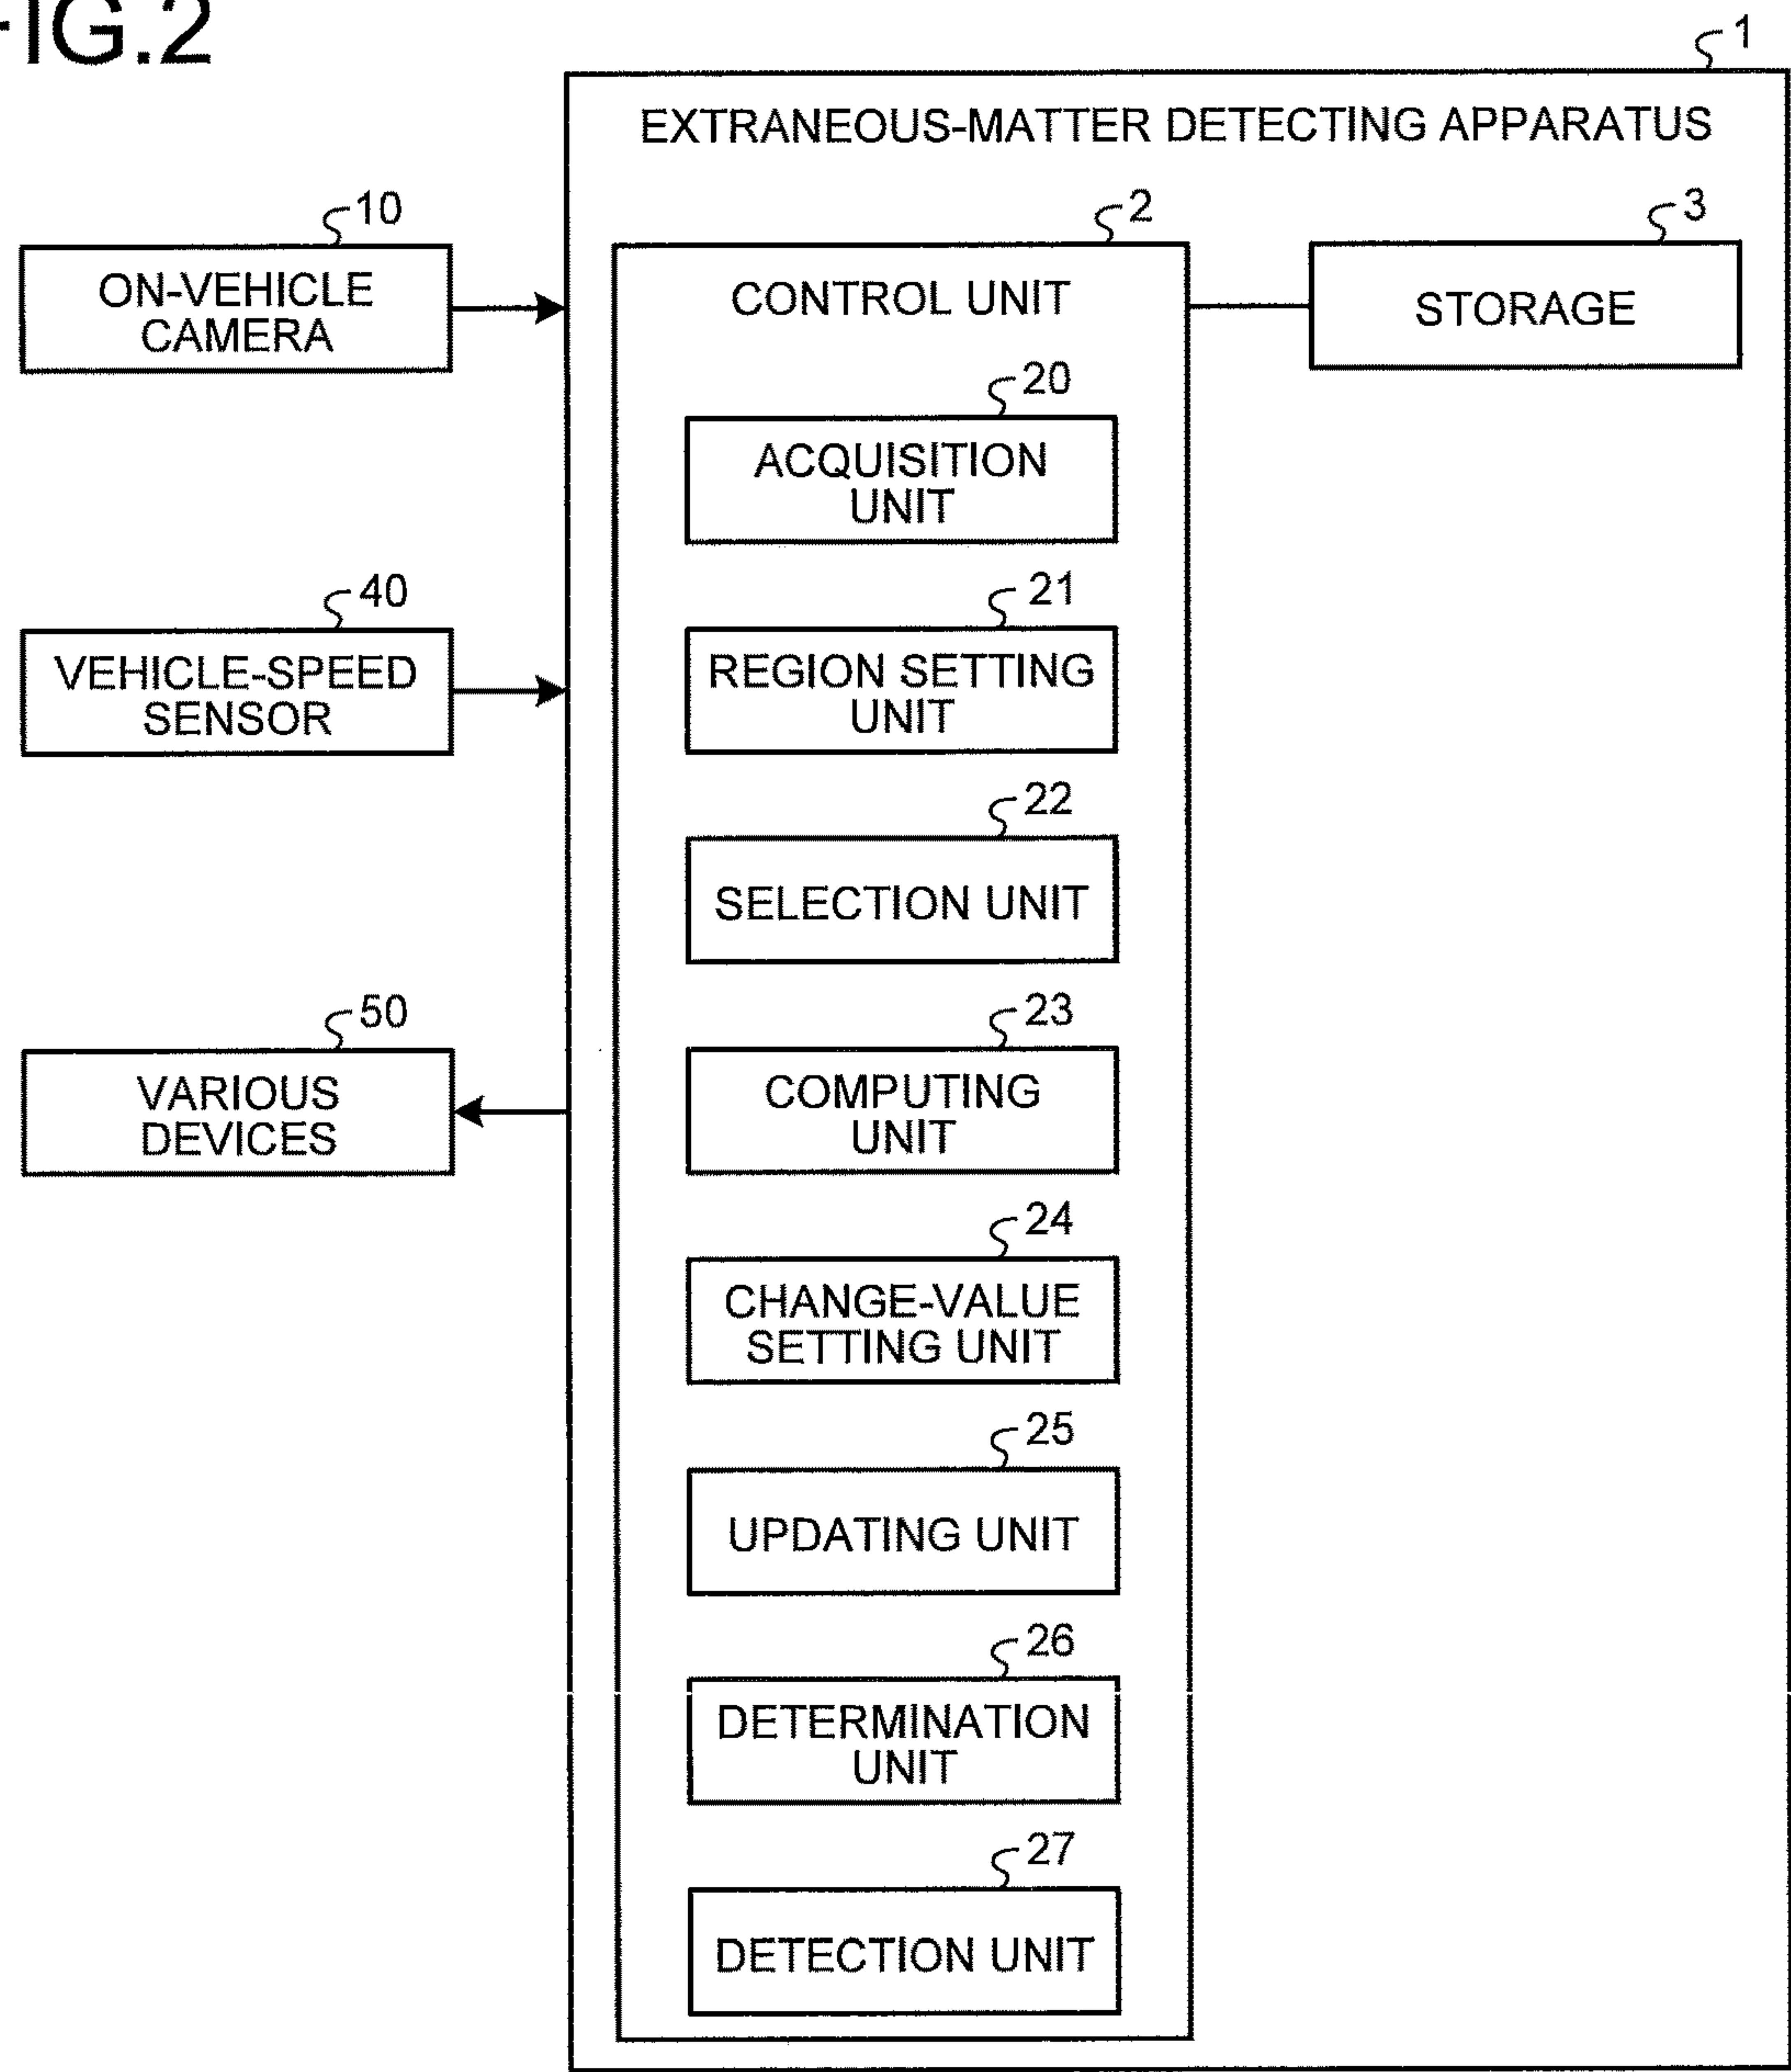 FIG.2
1
EXTRANEOUS-MATTER DETECTING APPARATUS
10
ON-VEHICLE
CAMERA
2
CONTROL UNIT
3
STORAGE
20
ACQUISITION
UNIT
40
VEHICLE-SPEED
SENSOR
21
REGION SETTING
UNIT
22
SELECTION UNIT
50
VARIOUS
DEVICES
23
COMPUTING
UNIT
24
CHANGE-VALUE
SETTING UNIT
25
UPDATING UNIT
26
DETERMINATION
UNIT
27
DETECTION UNIT